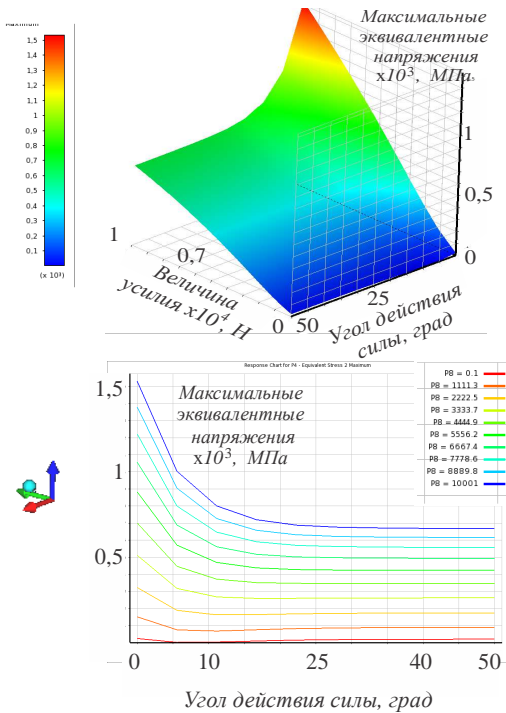 Максимальные
эквивалентные
напряжения
x10³, МПа
1,5
1,4
1,3
1,2
1,1
1
0,9
0,8
0,7
0,6
0,5
0,4
0,3
0,2
0,1
(x 10³)
1
0,5
0
1
0,7
0
Величина
усилия x10⁴, Н
50
25
Угол действия
силы, град
Response Chart for P4 - Equivalent Stress 2 Maximum
Максимальные
эквивалентные
напряжения
x10³, МПа
1,5
1
0,5
P8 = 0.1
P8 = 1111.3
P8 = 2222.5
P8 = 3333.7
P8 = 4444.9
P8 = 5556.2
P8 = 6667.4
P8 = 7778.6
P8 = 8889.8
P8 = 10001
0
10
25
40
50
Угол действия силы, град